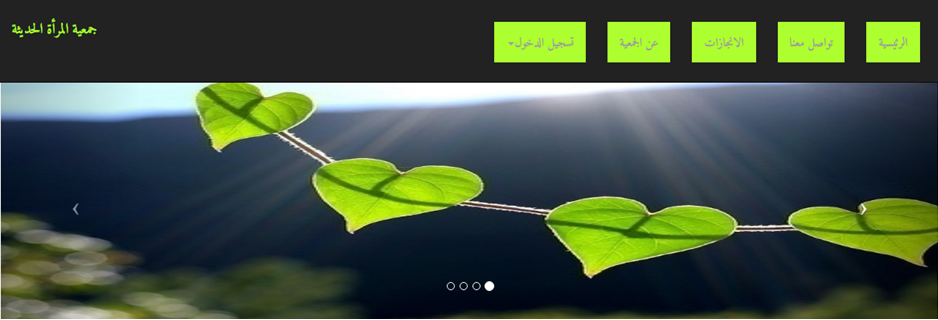 جمعية المرأة الحديثة
الرئيسية
تواصل معنا
الانجازات
عن الجمعية
تسجيل الدخول